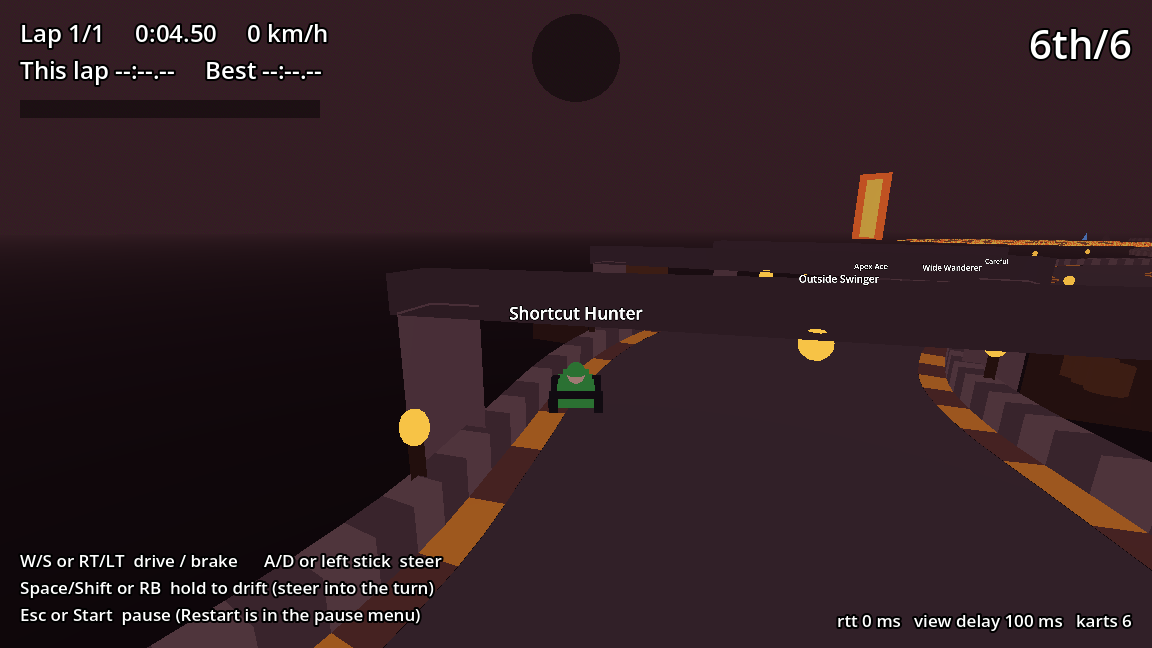 Lap 1/1 0:04.50 0 km/h
This lap --:--.-- Best --:--.--
6th/6
Apex Ace
Wide Wanderer
Careful
Outside Swinger
Shortcut Hunter
W/S or RT/LT drive / brake A/D or left stick steer
Space/Shift or RB hold to drift (steer into the turn)
Esc or Start pause (Restart is in the pause menu)
rtt 0 ms view delay 100 ms karts 6